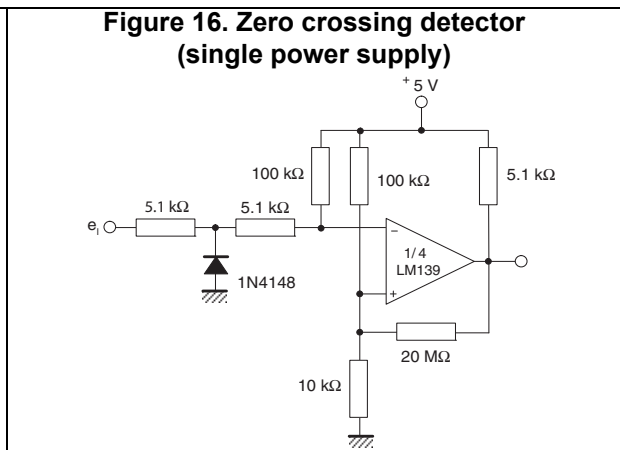 Figure 16. Zero crossing detector
(single power supply)
+ 5 V
100 kΩ
100 kΩ
5.1 kΩ
5.1 kΩ
5.1 kΩ
eI
−
1/4
LM139
+
1N4148
20 MΩ
10 kΩ